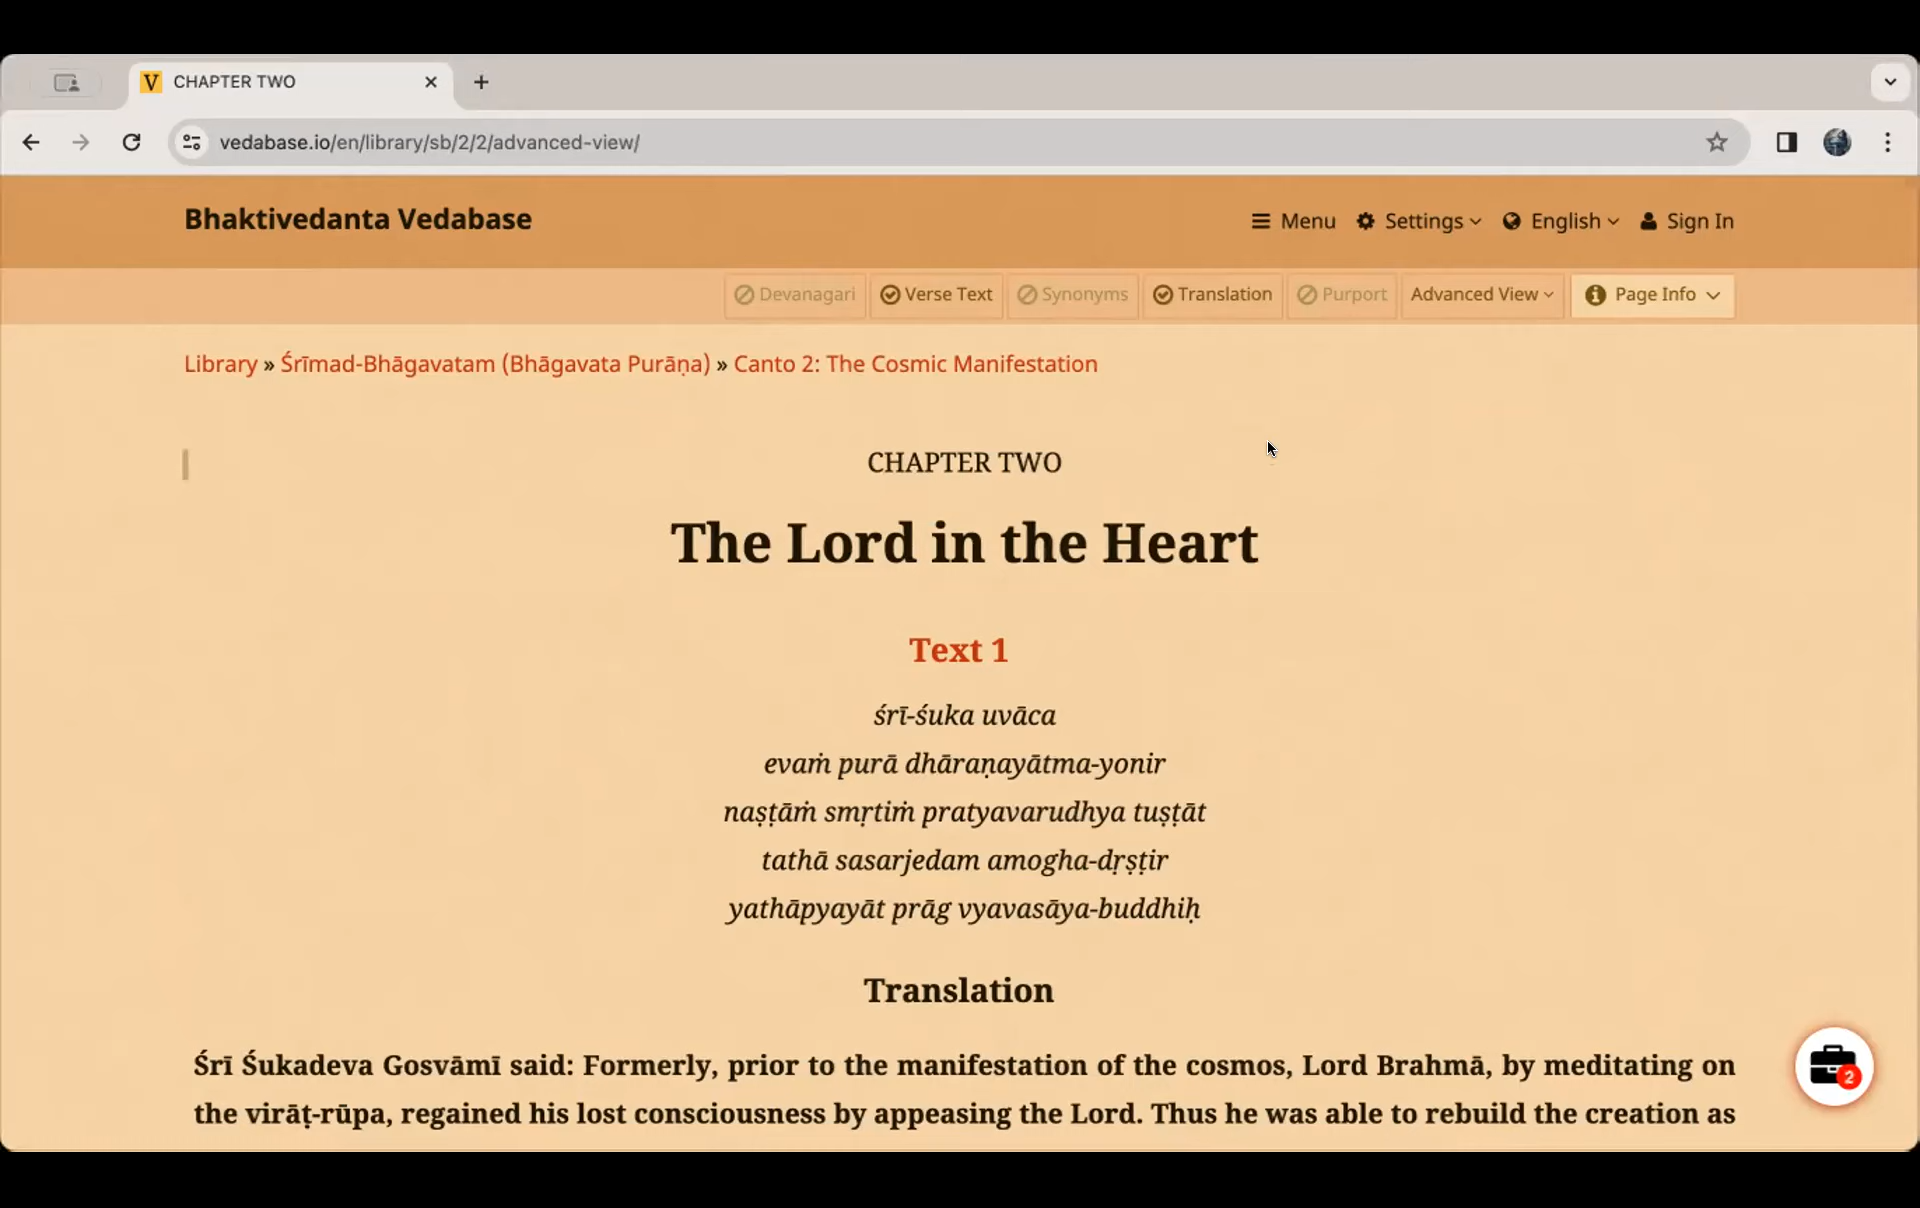 CHAPTER TWO
vedabase.io/en/library/sb/2/2/advanced-view/
Bhaktivedanta Vedabase
Menu Settings English Sign In
Devanagari Verse Text Synonyms Translation Purport Advanced View Page Info
Library » Śrīmad-Bhāgavatam (Bhāgavata Purāṇa) » Canto 2: The Cosmic Manifestation
CHAPTER TWO
The Lord in the Heart
Text 1
śrī-śuka uvāca
evaṁ purā dhāraṇayātma-yonir
naṣṭāṁ smṛtiṁ pratyavarudhya tuṣṭāt
tathā sasarjedam amogha-dṛṣṭir
yathāpyayāt prāg vyavasāya-buddhiḥ
Translation
Śrī Śukadeva Gosvāmī said: Formerly, prior to the manifestation of the cosmos, Lord Brahmā, by meditating on
the virāṭ-rūpa, regained his lost consciousness by appeasing the Lord. Thus he was able to rebuild the creation as
2